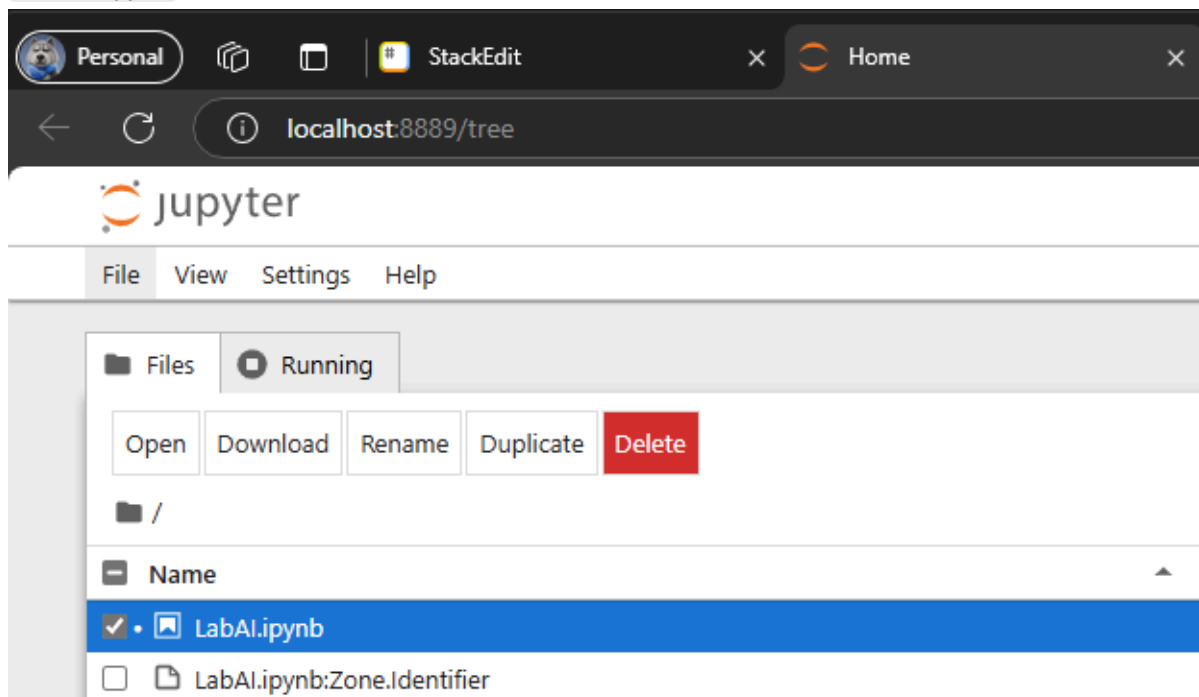 Personal StackEdit Home
localhost:8889/tree
jupyter
File View Settings Help
Files Running
Open Download Rename Duplicate Delete
/
Name
LabAI.ipynb
LabAI.ipynb:Zone.Identifier